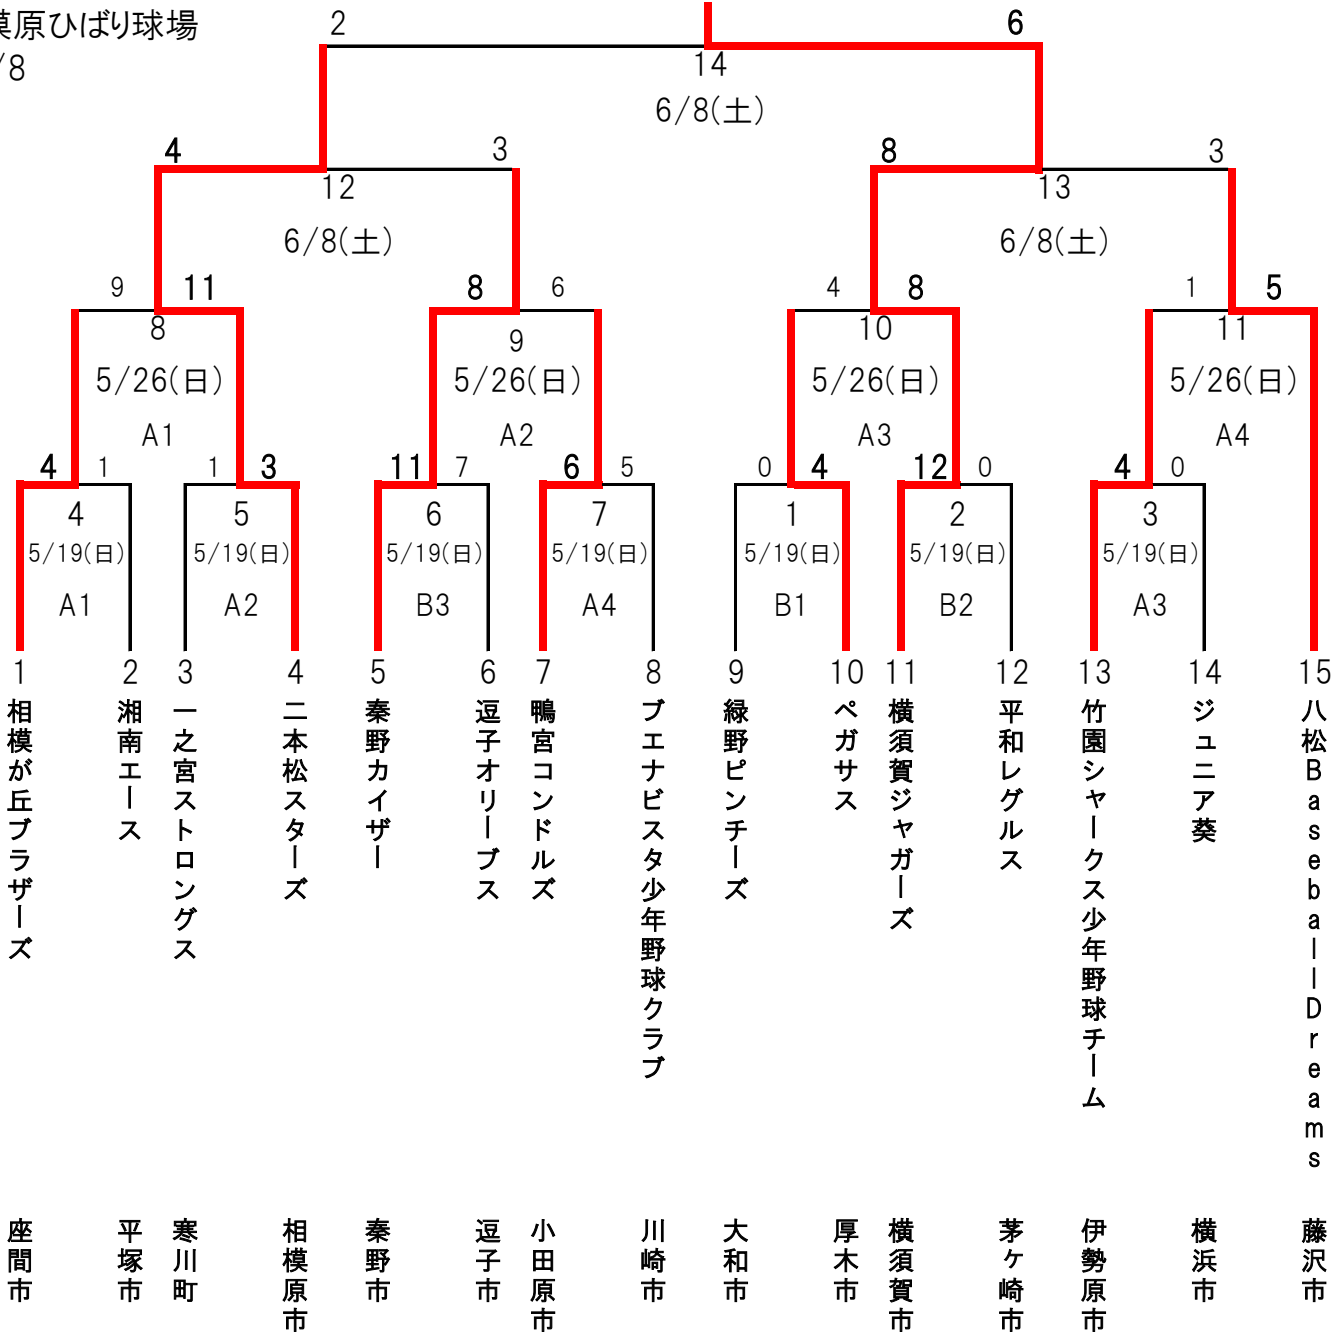 模原ひばり球場
/8
2
6
14
6/8(土)
4
3
8
3
12
13
6/8(土)
6/8(土)
9
11
8
6
4
8
1
5
8
9
10
11
5/26(日)
5/26(日)
5/26(日)
5/26(日)
A1
A2
A3
A4
4
1
1
3
11
7
6
5
0
4
12
0
4
0
4
5
6
7
1
2
3
5/19(日)
5/19(日)
5/19(日)
5/19(日)
5/19(日)
5/19(日)
5/19(日)
A1
A2
B3
A4
B1
B2
A3
1
2
3
4
5
6
7
8
9
10
11
12
13
14
15
相模が丘ブラザーズ
湘南エース
一之宮ストロングス
二本松スターズ
秦野カイザー
逗子オリーブス
鴨宮コンドルズ
ブエナビスタ少年野球クラブ
緑野ピンチーズ
ペガサス
横須賀ジャガーズ
平和レグルス
竹園シャークス少年野球チーム
ジュニア葵
八松BaseballDreams
座間市
平塚市
寒川町
相模原市
秦野市
逗子市
小田原市
川崎市
大和市
厚木市
横須賀市
茅ヶ崎市
伊勢原市
横浜市
藤沢市